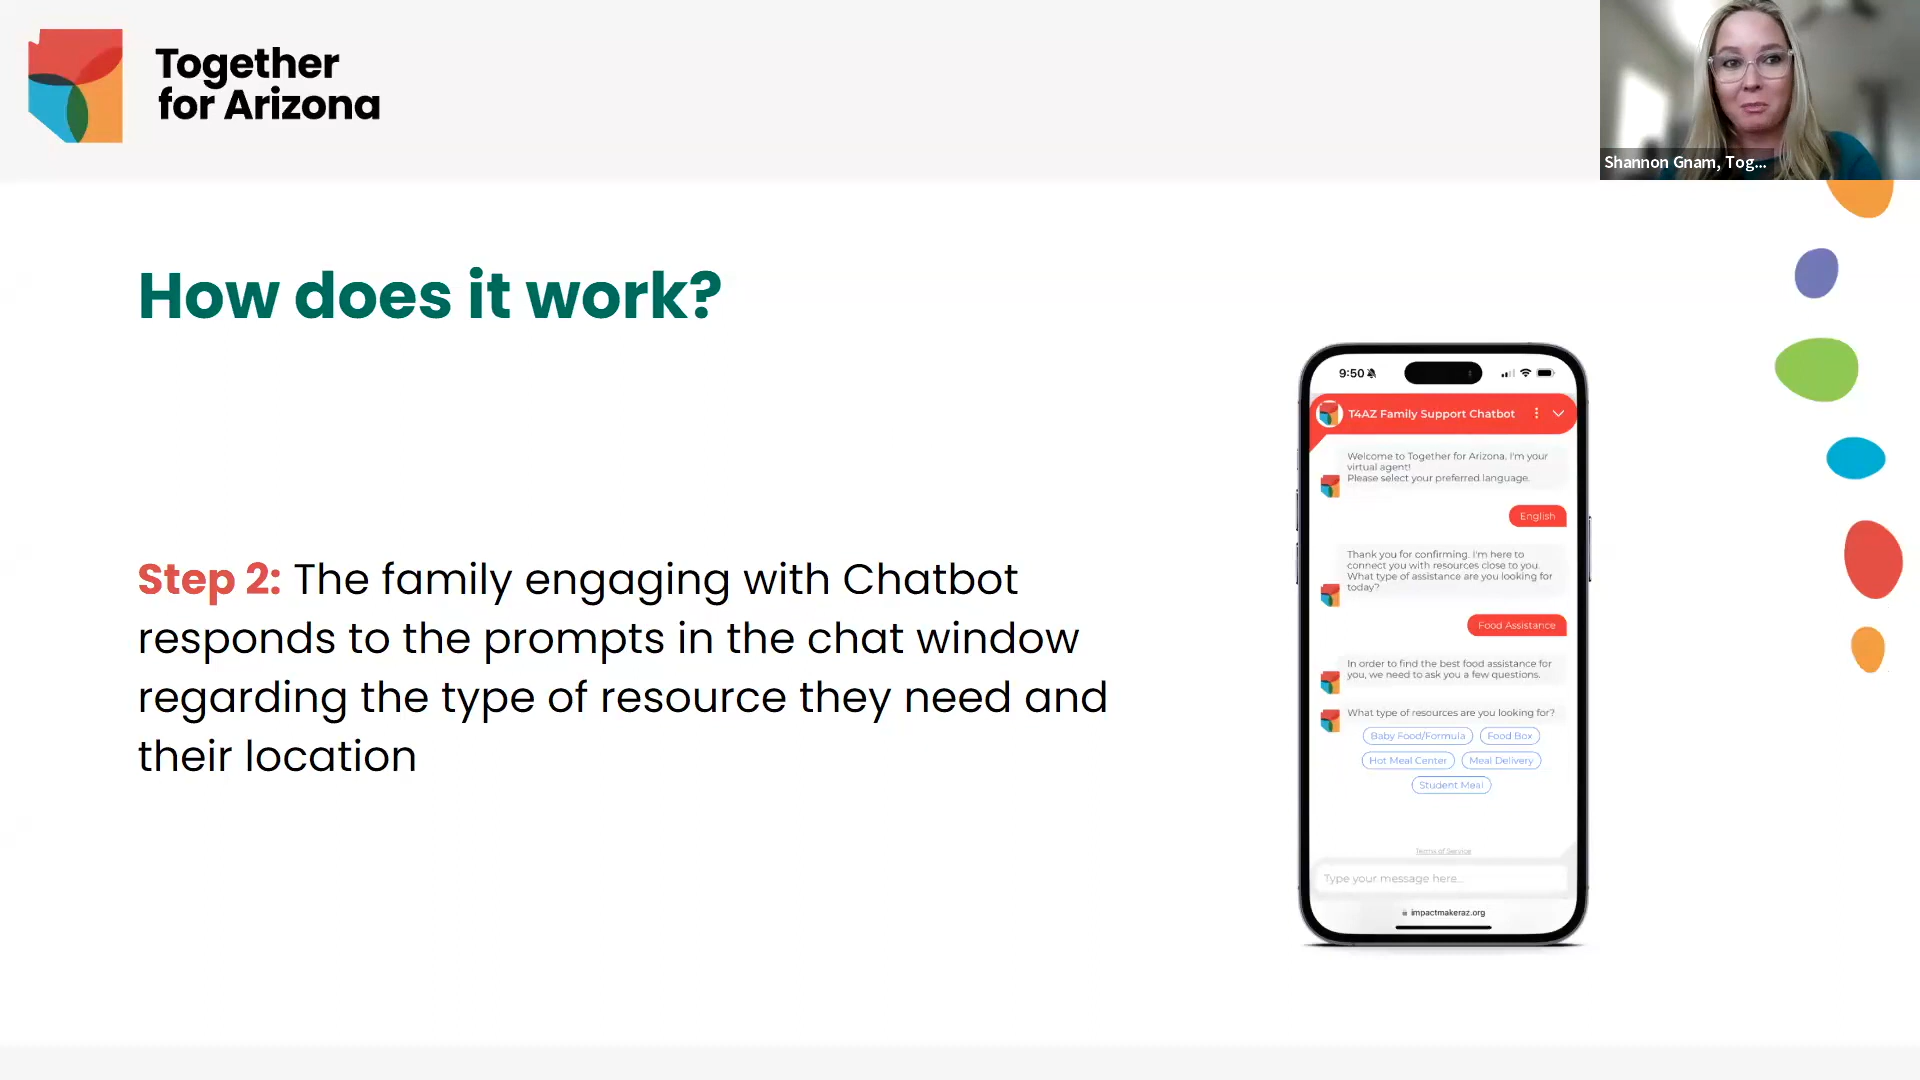 Together
for Arizona
Shannon Gnam, Tog...
How does it work?
Step 2: The family engaging with Chatbot
responds to the prompts in the chat window
regarding the type of resource they need and
their location
9:50
T4AZ Family Support Chatbot
Welcome to Together for Arizona. I'm your
virtual agent!
Please select your preferred language.
English
Thank you for confirming. I'm here to
connect you with resources close to you.
What type of assistance are you looking for
today?
Food Assistance
In order to find the best food assistance for
you, we need to ask you a few questions.
What type of resources are you looking for?
Baby Food/Formula Food Box
Hot Meal Center Meal Delivery
Student Meal
Terms of Service
Type your message here...
impactmakeraz.org